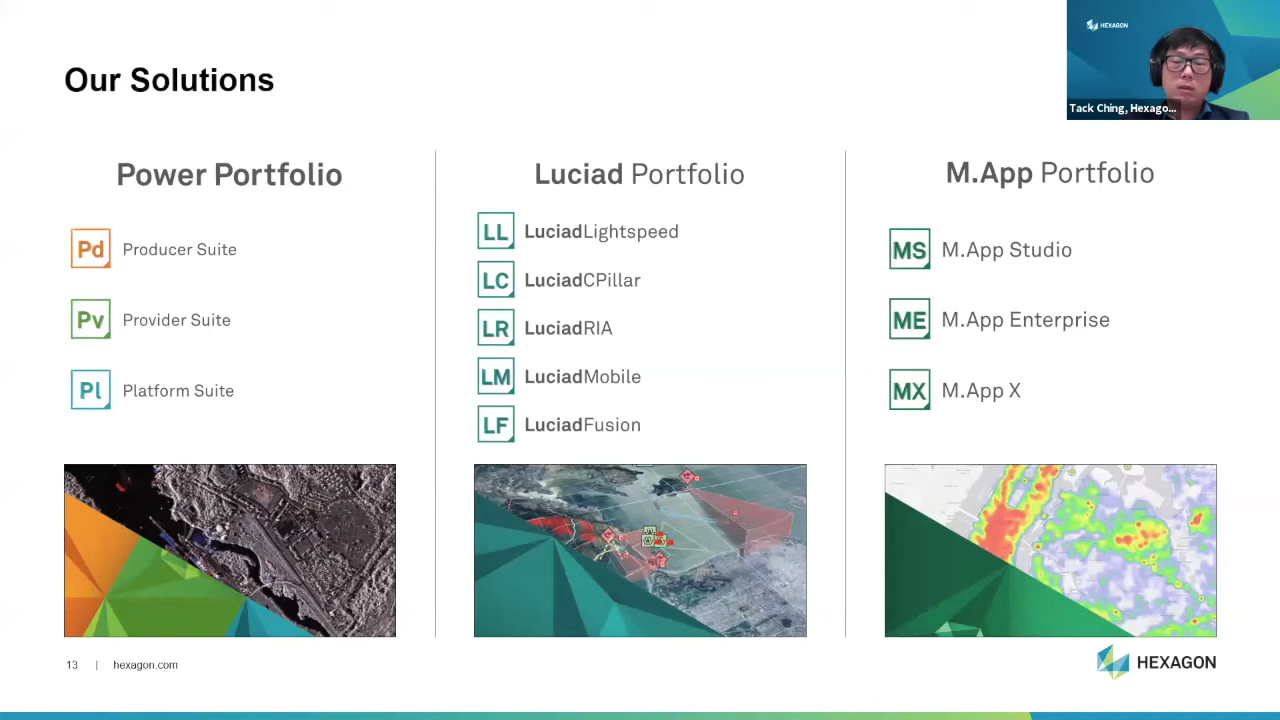 Our Solutions
HEXAGON
Tack Ching, Hexago...
Power Portfolio
Pd Producer Suite
Pv Provider Suite
Pl Platform Suite
Luciad Portfolio
LL LuciadLightspeed
LC LuciadCPillar
LR LuciadRIA
LM LuciadMobile
LF LuciadFusion
M.App Portfolio
MS M.App Studio
ME M.App Enterprise
MX M.App X
13 | hexagon.com
HEXAGON